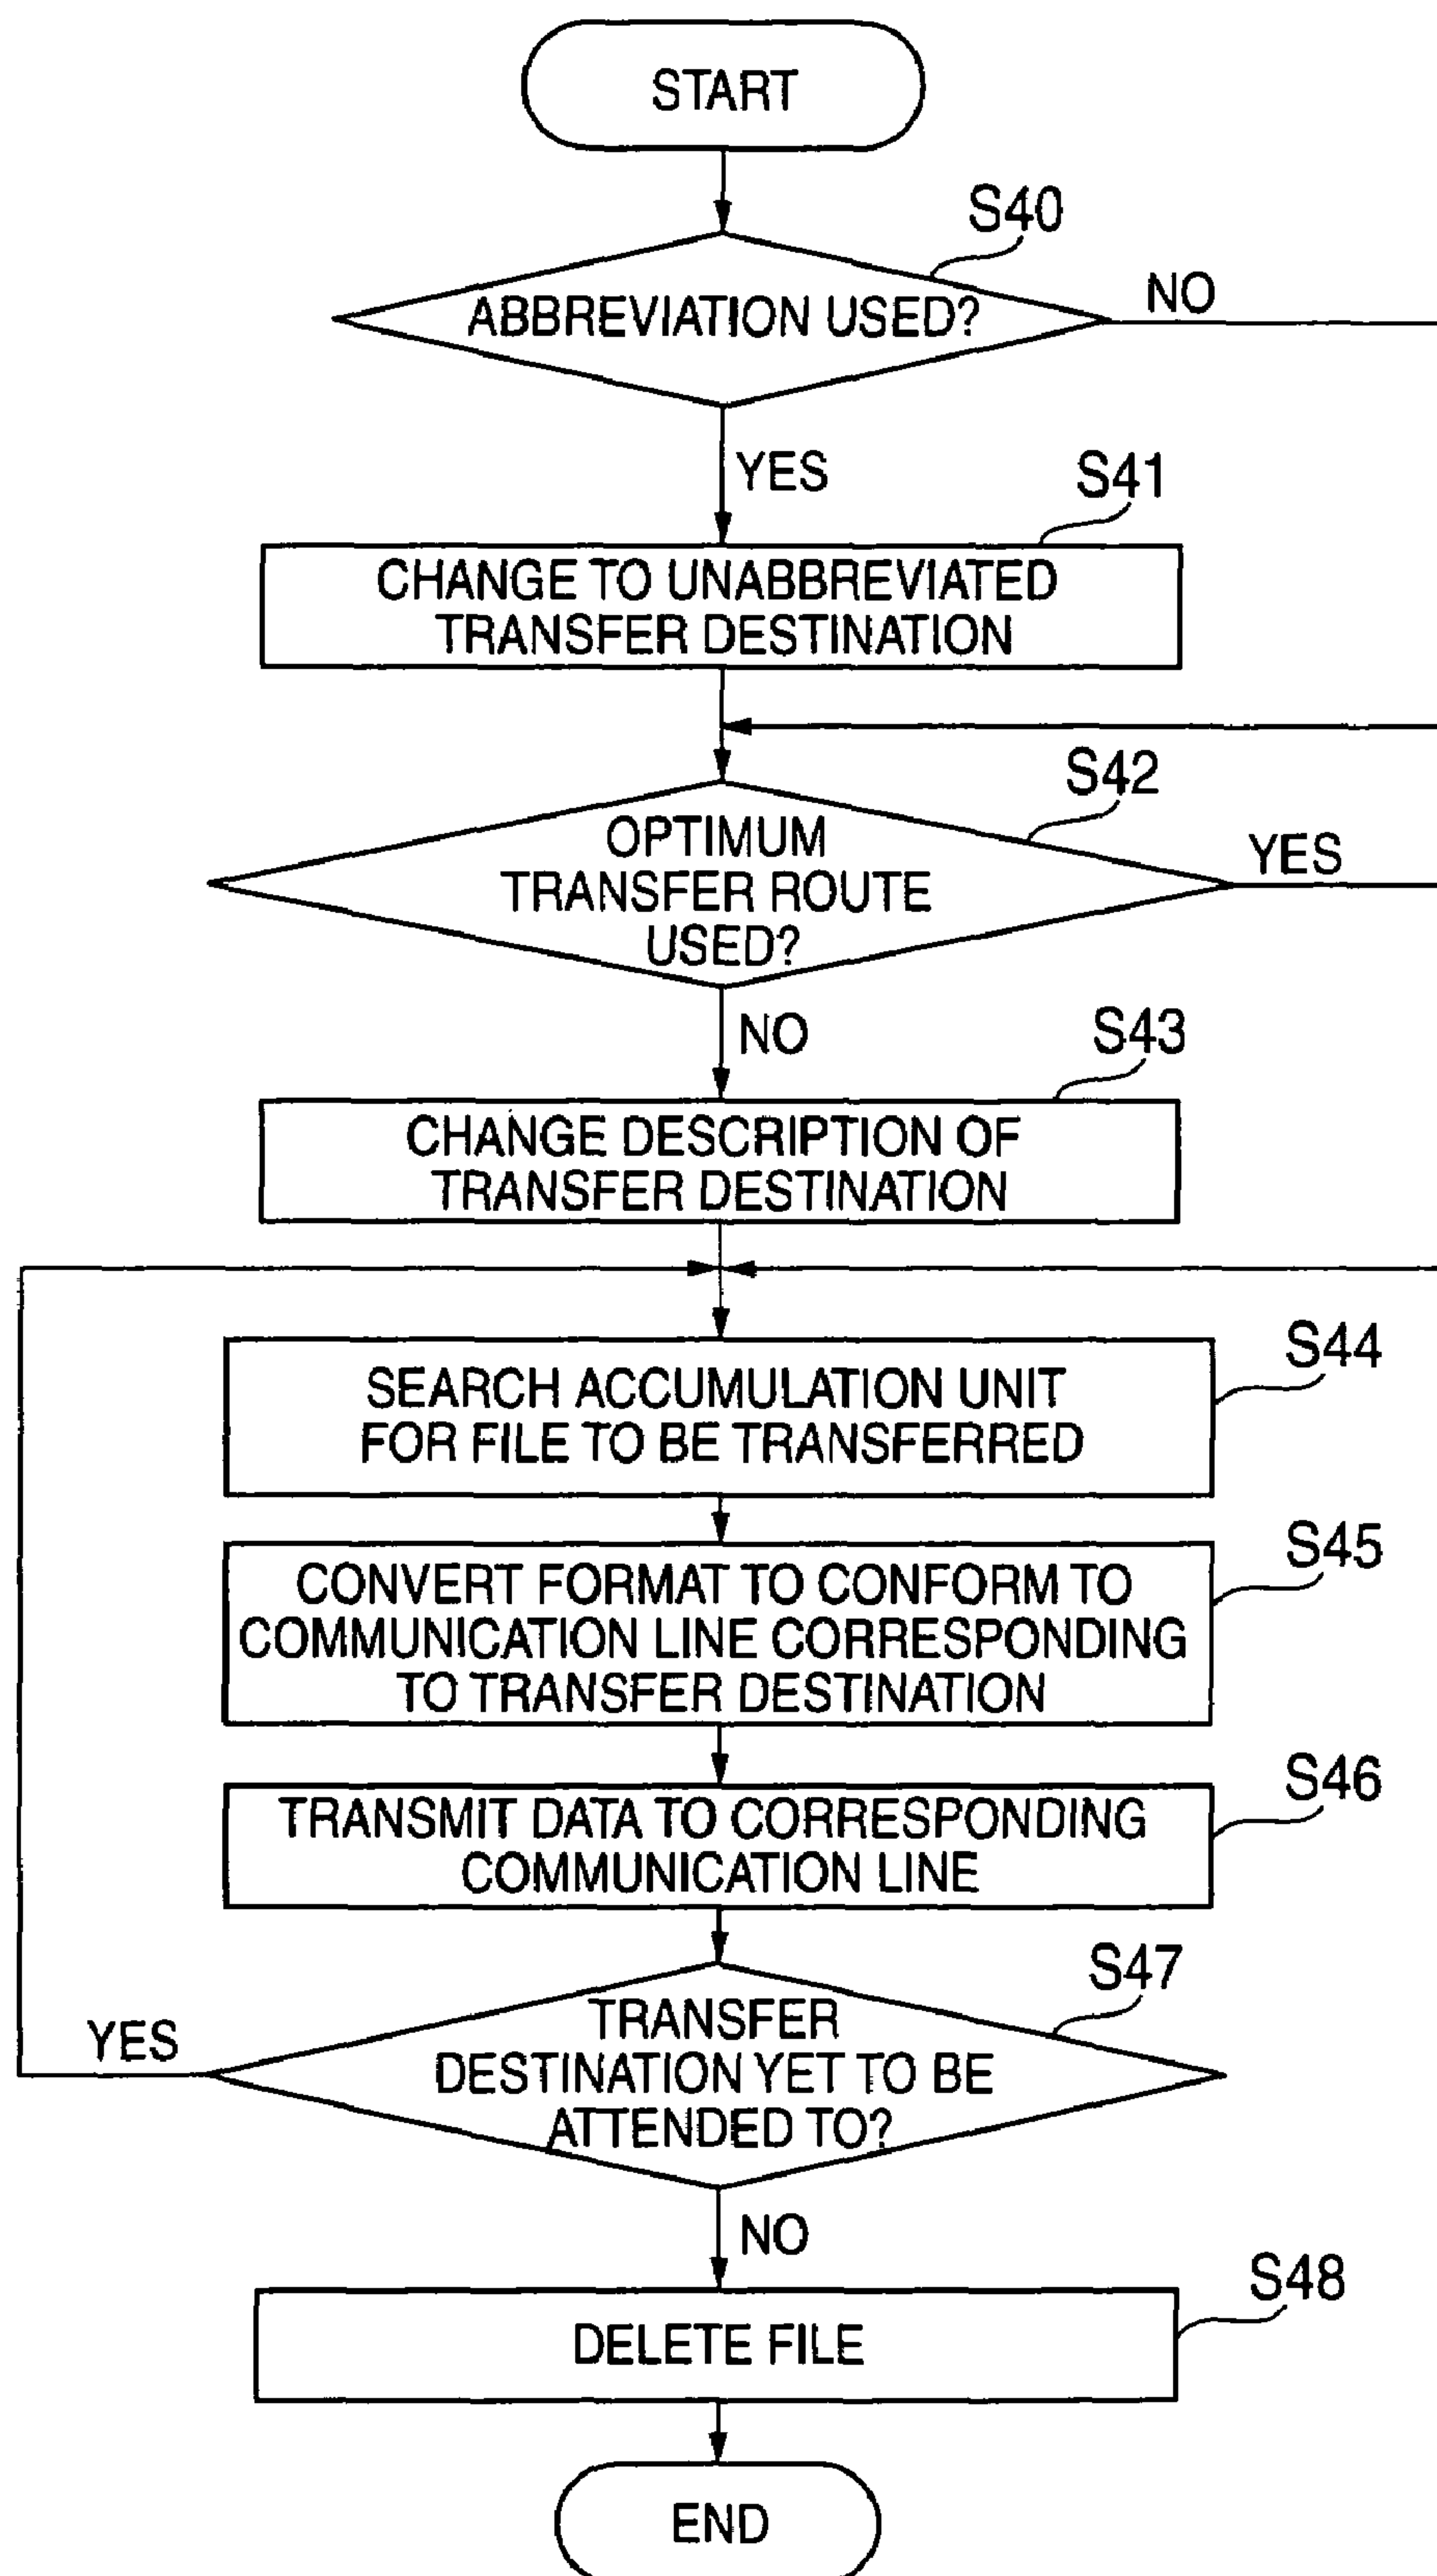 START
S40
ABBREVIATION USED?
NO
YES
S41
CHANGE TO UNABBREVIATED
TRANSFER DESTINATION
S42
OPTIMUM
TRANSFER ROUTE
USED?
YES
NO
S43
CHANGE DESCRIPTION OF
TRANSFER DESTINATION
S44
SEARCH ACCUMULATION UNIT
FOR FILE TO BE TRANSFERRED
S45
CONVERT FORMAT TO CONFORM TO
COMMUNICATION LINE CORRESPONDING
TO TRANSFER DESTINATION
S46
TRANSMIT DATA TO CORRESPONDING
COMMUNICATION LINE
S47
TRANSFER
DESTINATION YET TO BE
ATTENDED TO?
YES
NO
S48
DELETE FILE
END